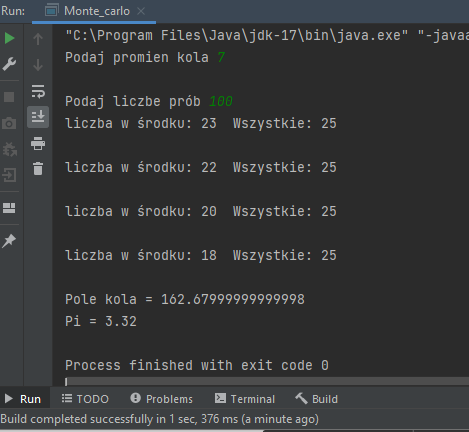 Run: Monte_carlo ×
"C:\Program Files\Java\jdk-17\bin\java.exe" "-javaa
Podaj promien kola 7
Podaj liczbe prób 100
liczba w środku: 23 Wszystkie: 25
liczba w środku: 22 Wszystkie: 25
liczba w środku: 20 Wszystkie: 25
liczba w środku: 18 Wszystkie: 25
Pole kola = 162.67999999999998
Pi = 3.32
Process finished with exit code 0
Run TODO Problems Terminal Build
Build completed successfully in 1 sec, 376 ms (a minute ago)